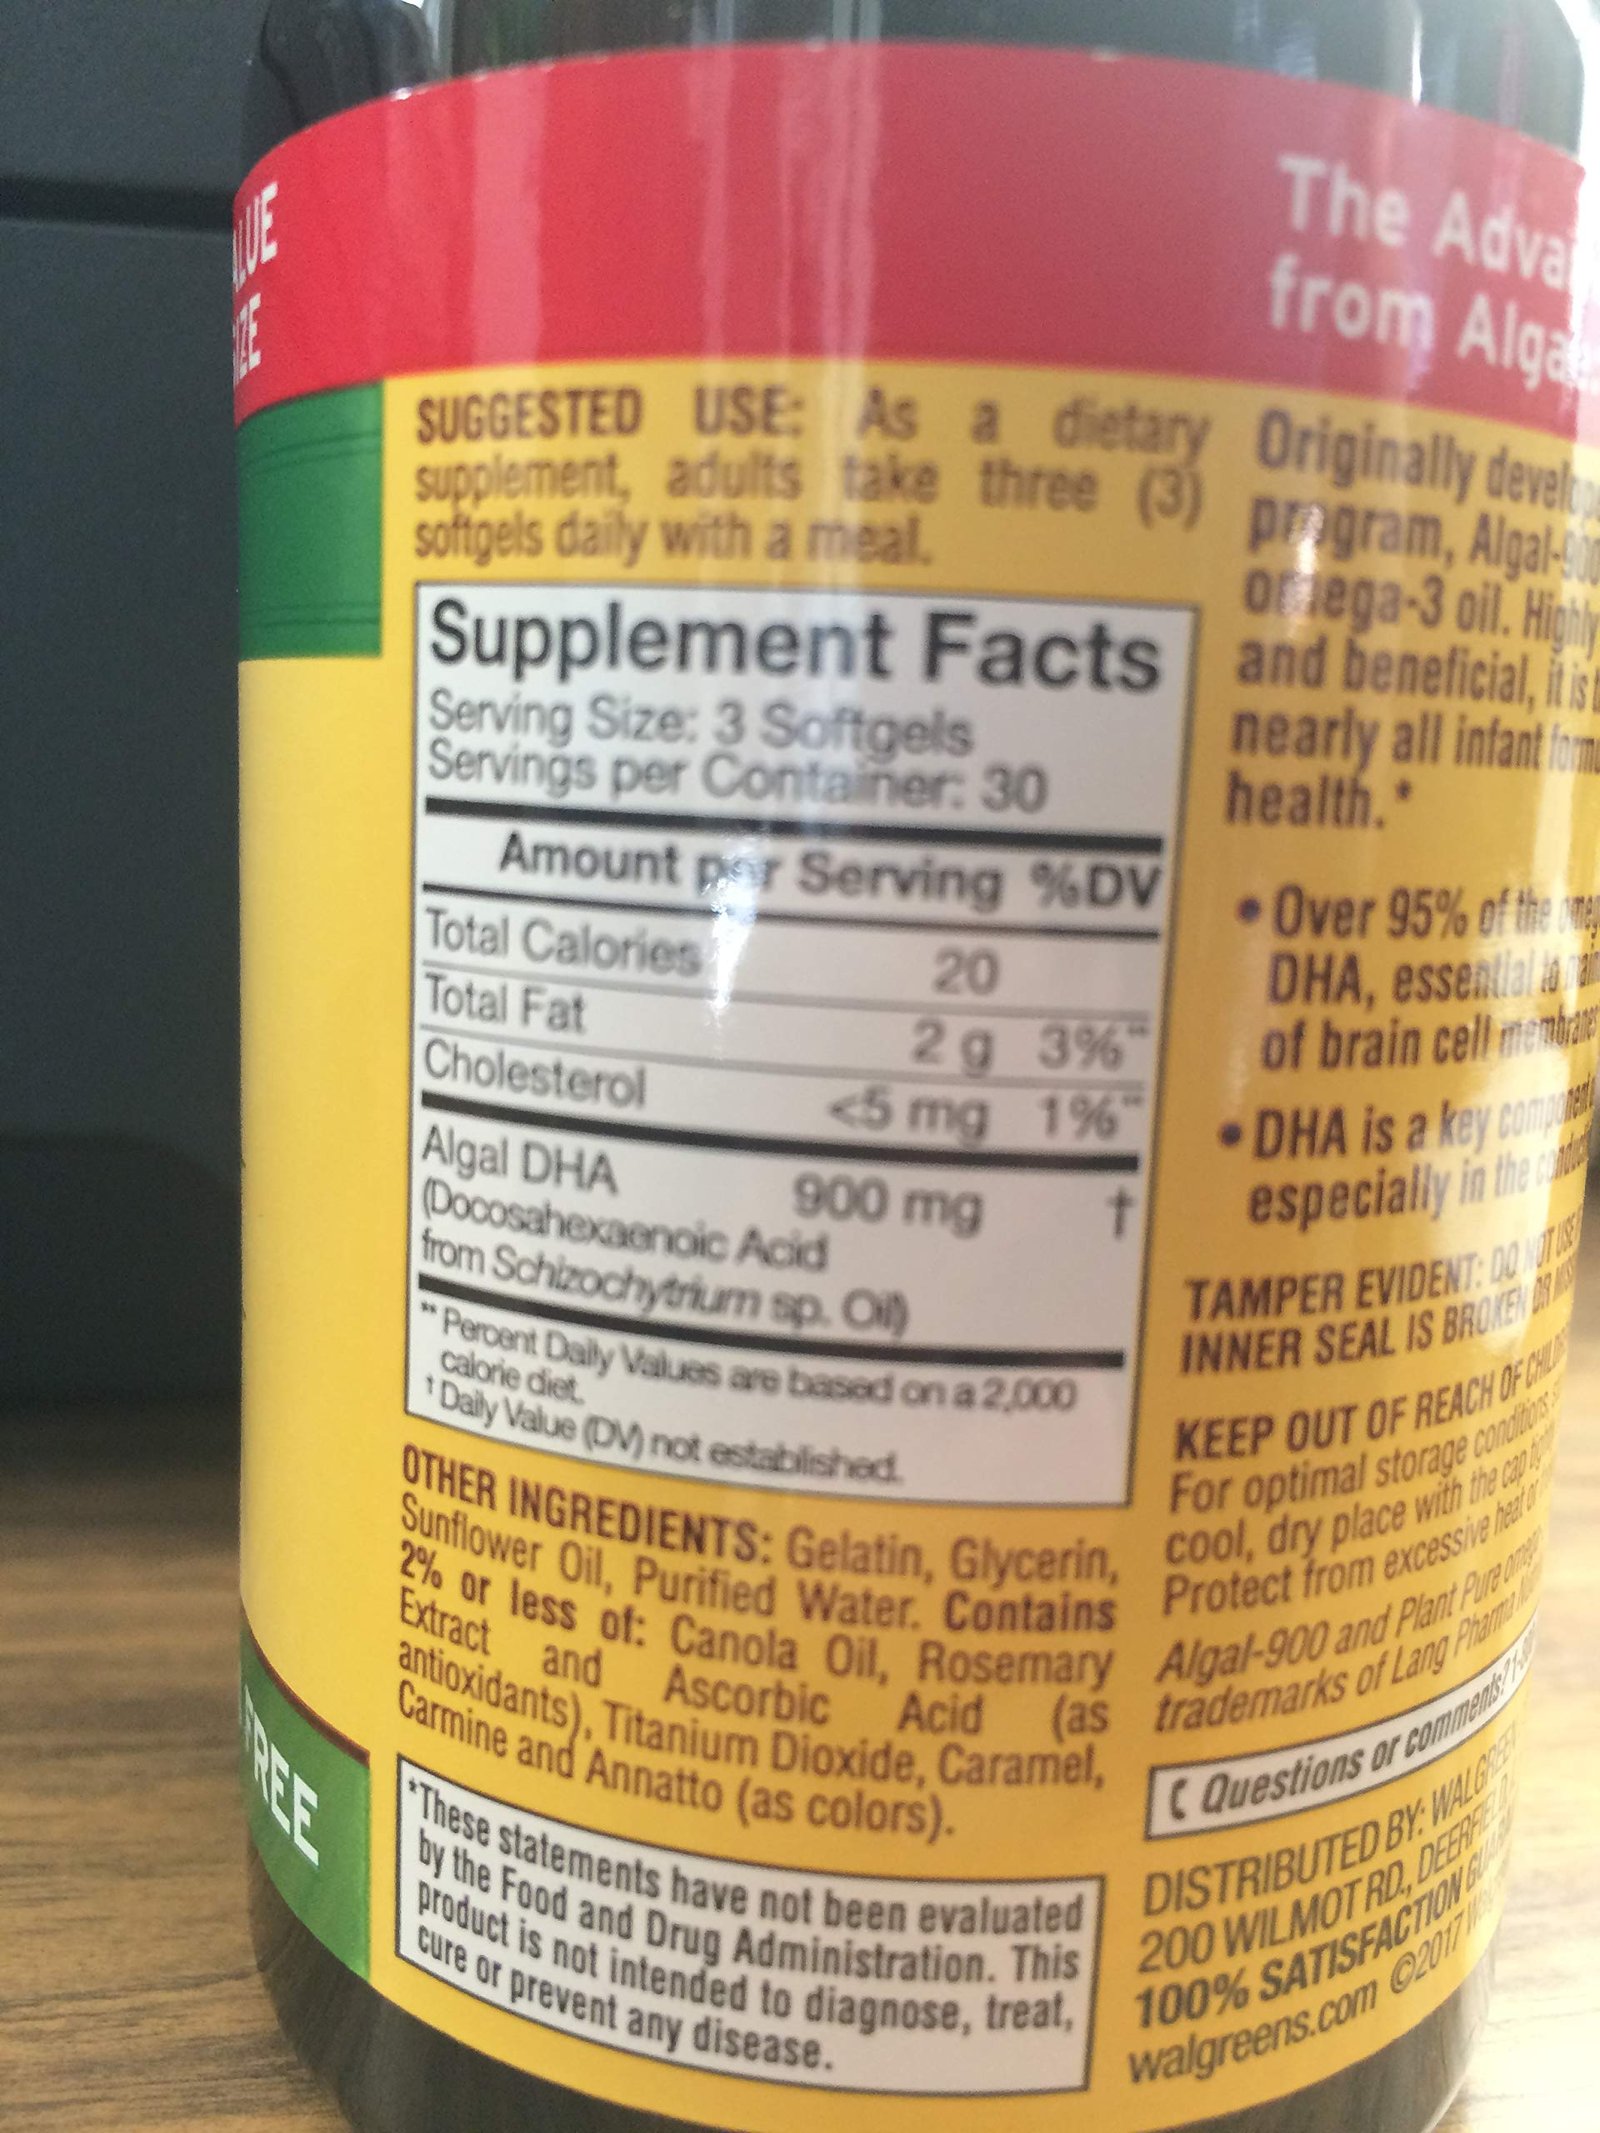 The
from
SUGGESTED USE: As a dietary
supplement, adults take three (3)
softgels daily with a meal.
Supplement Facts
Serving Size: 3 Softgels
Servings per Container: 30
Amount per Serving %DV
Total Calories 20
Total Fat 2 g 3%**
Cholesterol <5 mg 1%**
Algal DHA 900 mg †
(Docosahexaenoic Acid
from Schizochytrium sp. Oil)
** Percent Daily Values are based on a 2,000
calorie diet.
† Daily Value (DV) not established.
OTHER INGREDIENTS: Gelatin, Glycerin,
Sunflower Oil, Purified Water. Contains
2% or less of: Canola Oil, Rosemary
Extract and Ascorbic Acid (as
antioxidants), Titanium Dioxide, Caramel,
Carmine and Annatto (as colors).
*These statements have not been evaluated
by the Food and Drug Administration. This
product is not intended to diagnose, treat,
cure or prevent any disease.
Originally
program, Algal-900
omega-3 oil. Highly
and beneficial, it is
nearly all infant
health.*
• Over 95% of the
DHA, essential to
of brain cell membranes
• DHA is a key
especially in the
TAMPER EVIDENT: DO NOT USE
INNER SEAL IS BROKEN OR
KEEP OUT OF REACH OF
For optimal storage conditions,
cool, dry place with the cap
Protect from excessive heat or
Algal-900 and Plant Pure
trademarks of Lang Pharma
Questions or comments?
DISTRIBUTED BY:
200 WILMOT RD.,
100% SATISFACTION
walgreens.com ©2017
FREE